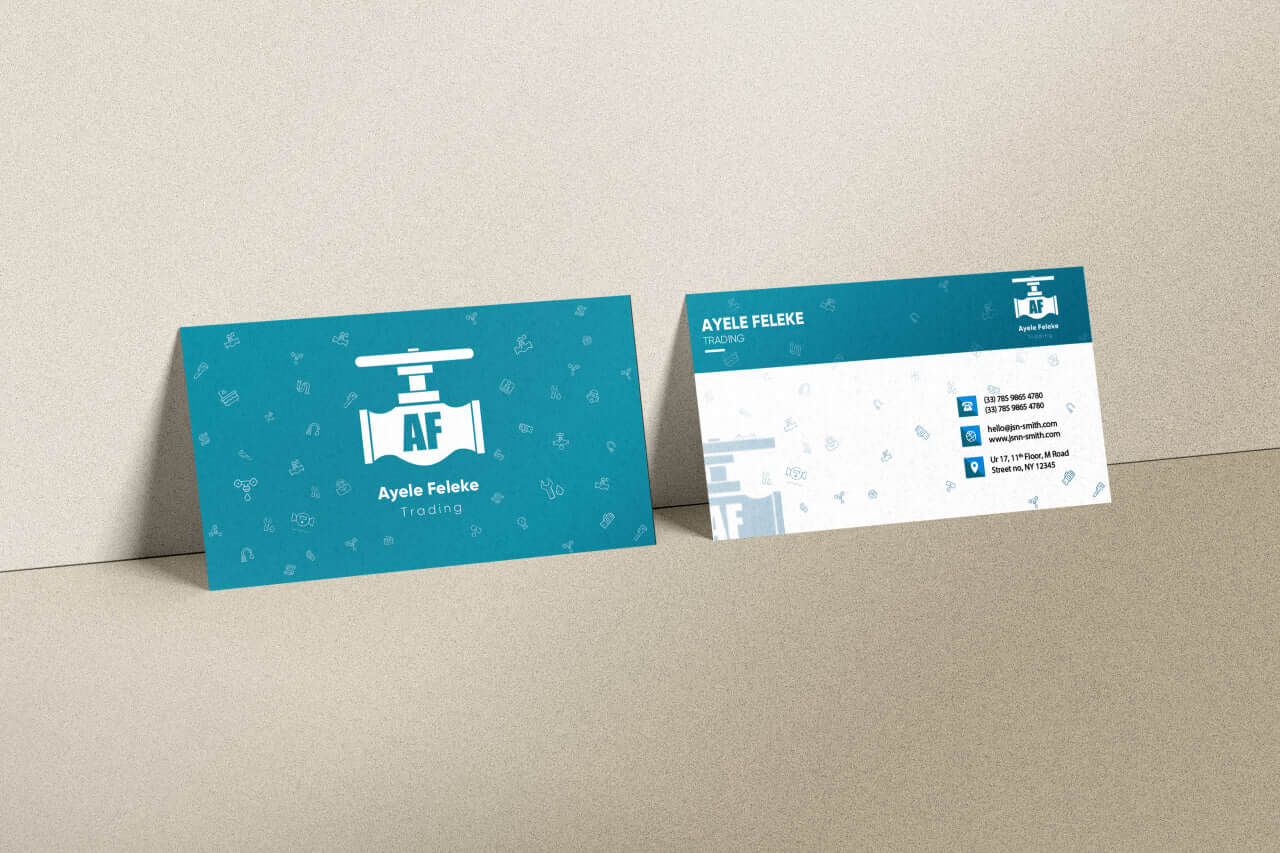 AF
Ayele Feleke
Trading
AYELE FELEKE
TRADING
AF
Ayele Feleke
Trading
(33) 785 9865 4780
(33) 785 9865 4780
hello@jsn-smith.com
www.jsnn-smith.com
Ur 17, 11th Floor, M Road
Street no, NY 12345
AF